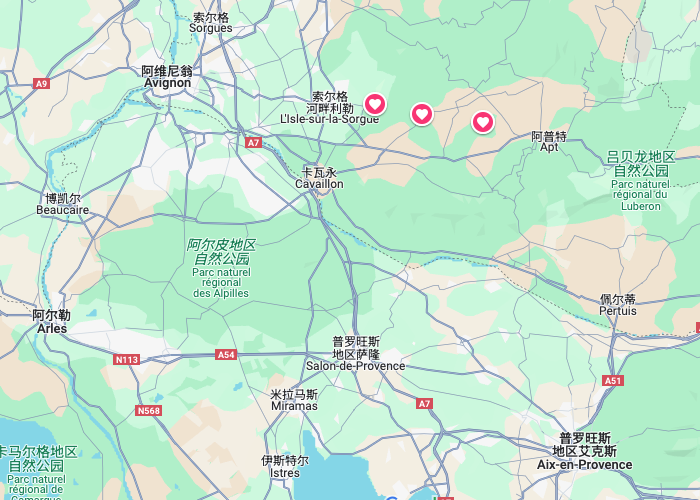 索尔格
Sorgues
阿维尼翁
Avignon
A9
索尔格
河畔利勒
L'Isle-sur-la-Sorgue
A7
阿普特
Apt
卡瓦永
Cavaillon
吕贝龙地区
自然公园
Parc naturel
régional du
Luberon
博凯尔
Beaucaire
阿尔皮地区
自然公园
Parc naturel
régional
des Alpilles
佩尔蒂
Pertuis
阿尔勒
Arles
N113
A54
普罗旺斯
地区萨隆
Salon-de-Provence
A51
米拉马斯
Miramas
N568
A7
普罗旺斯
地区艾克斯
Aix-en-Provence
卡马尔格地区
自然公园
Parc naturel
régional de
伊斯特尔
Istres